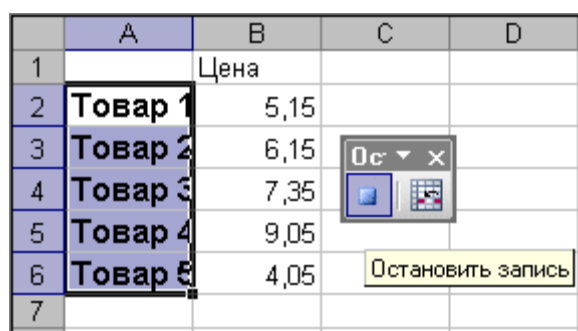 A B C D
1 Цена
2 Товар 1 5,15
3 Товар 2 6,15
Ос
4 Товар 3 7,35
5 Товар 4 9,05
6 Товар 5 4,05
Остановить запись
7